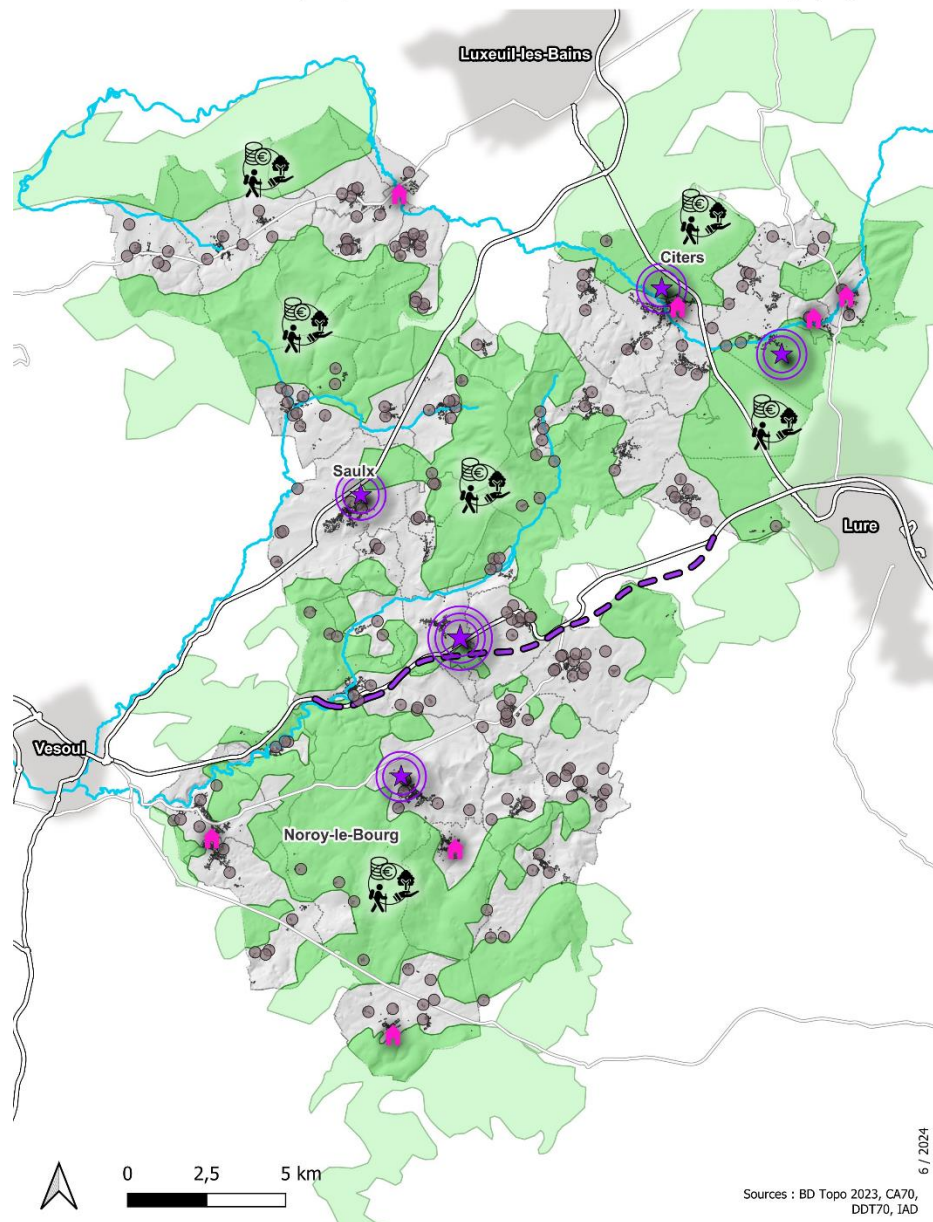 Luxeuil-les-Bains
Citers
Saulx
Lure
Vesoul
Noroy-le-Bourg
0 2,5 5 km
6 / 2024
Sources : BD Topo 2023, CA70,
DDT70, IAD